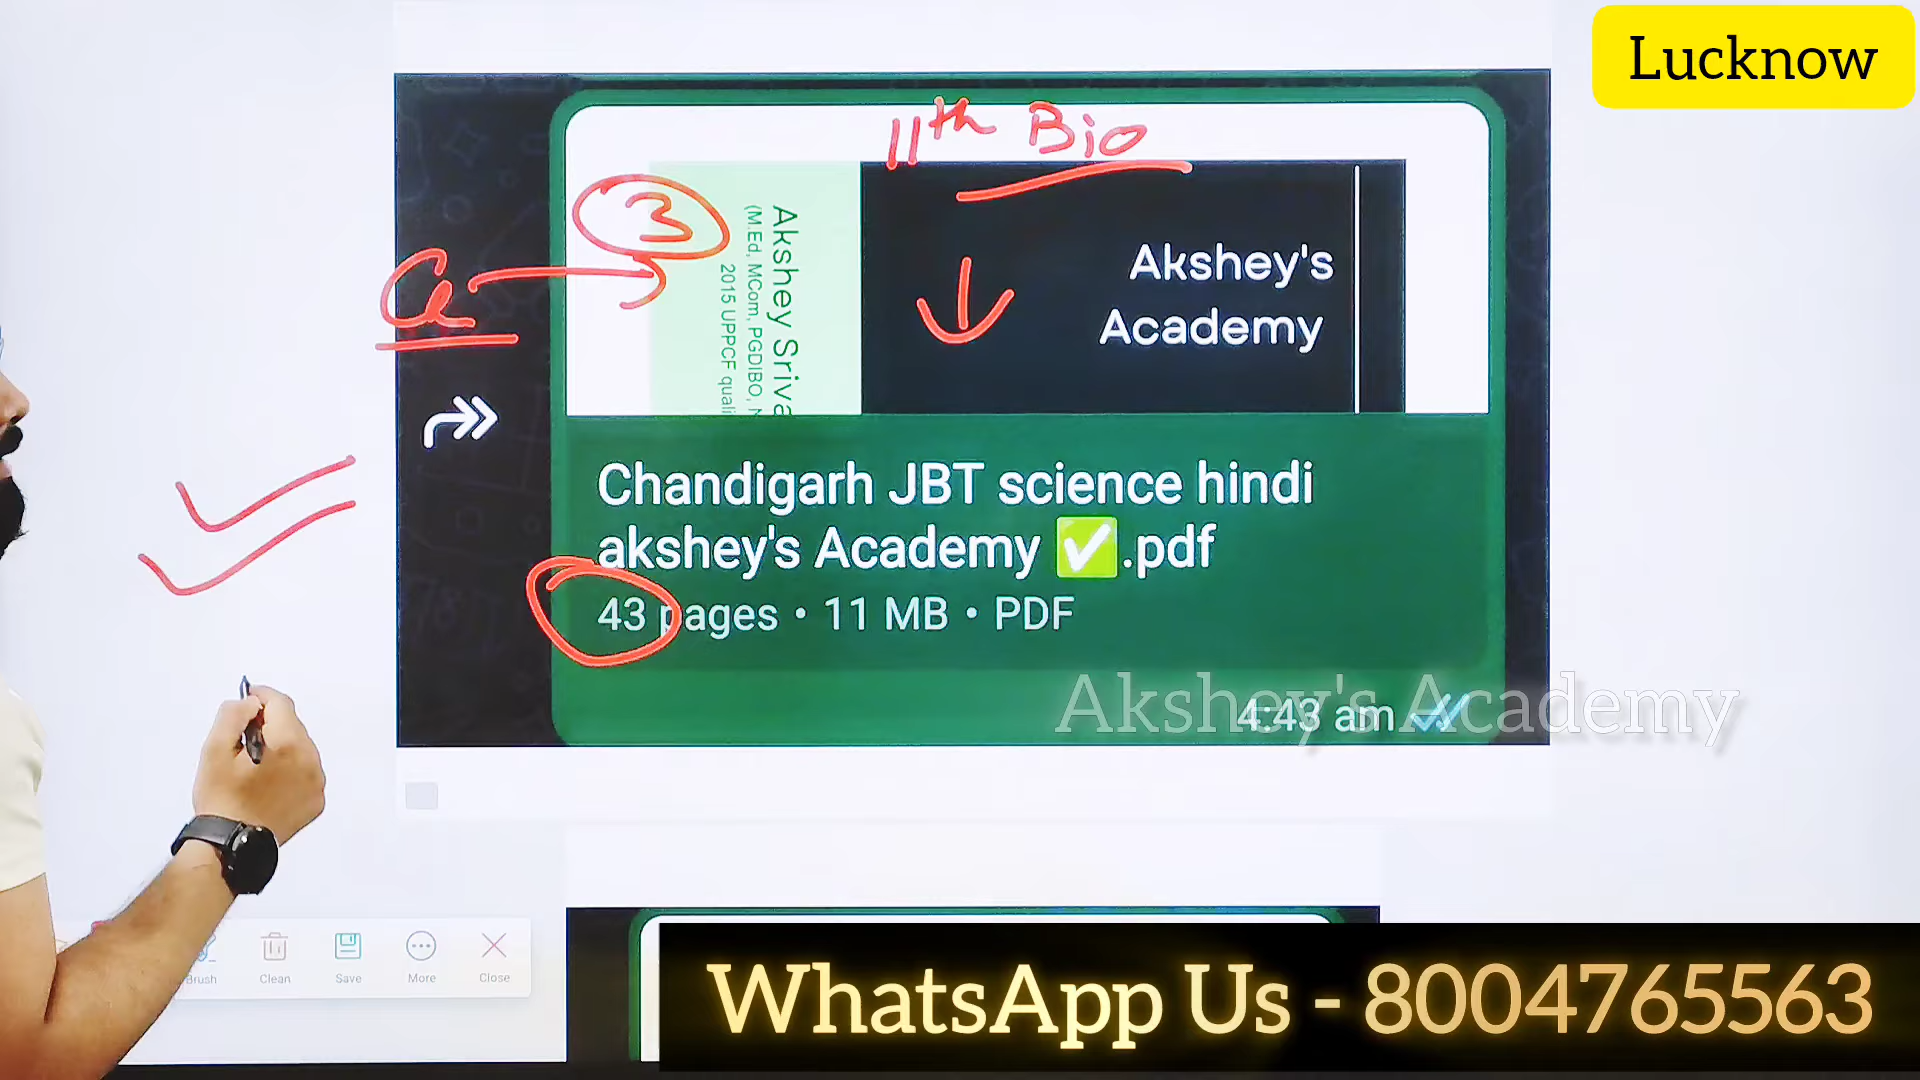 Lucknow
11th Bio
3
Akshey Sriva
(M.Ed, MCom, PGDIBO, N
2015 UPPCF quali
Akshey's
Academy
Chandigarh JBT science hindi
akshey's Academy ✅.pdf
43 pages • 11 MB • PDF
Akshey's Academy
4:43 am
Brush
Clean
Save
More
Close
WhatsApp Us - 8004765563